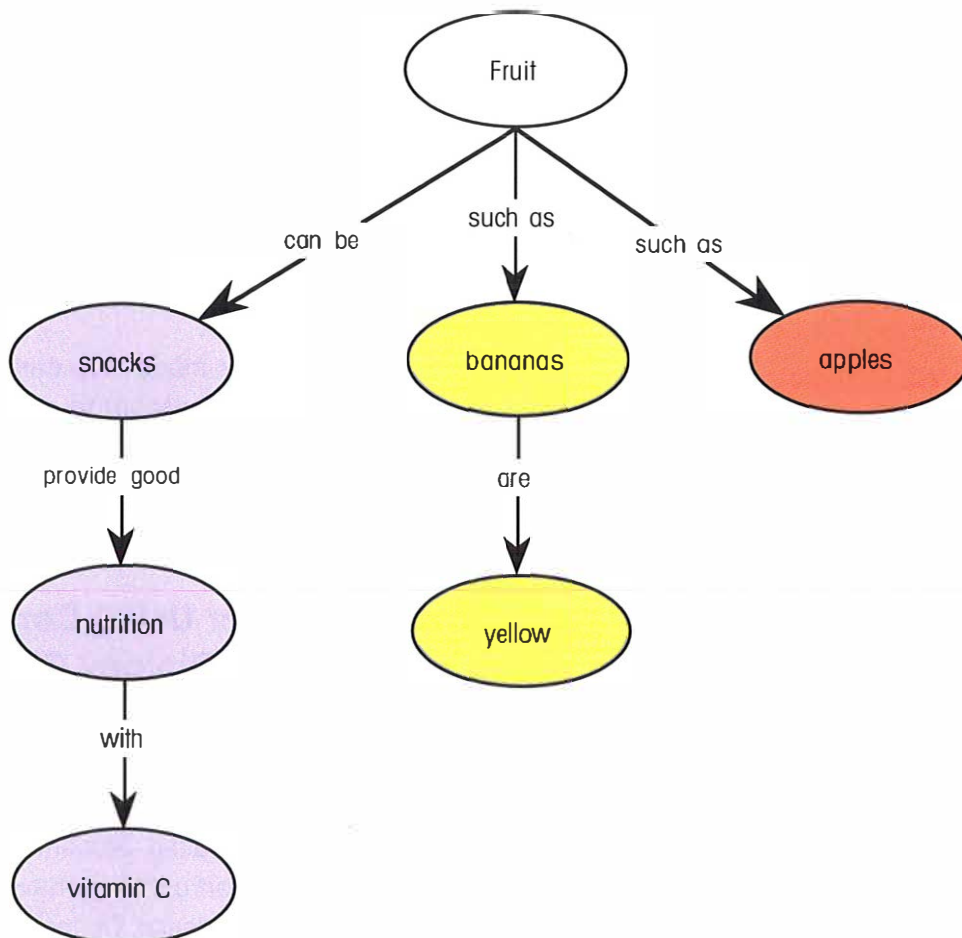 Fruit
can be
such as
such as
snacks
bananas
apples
provide good
are
nutrition
yellow
with
vitamin C